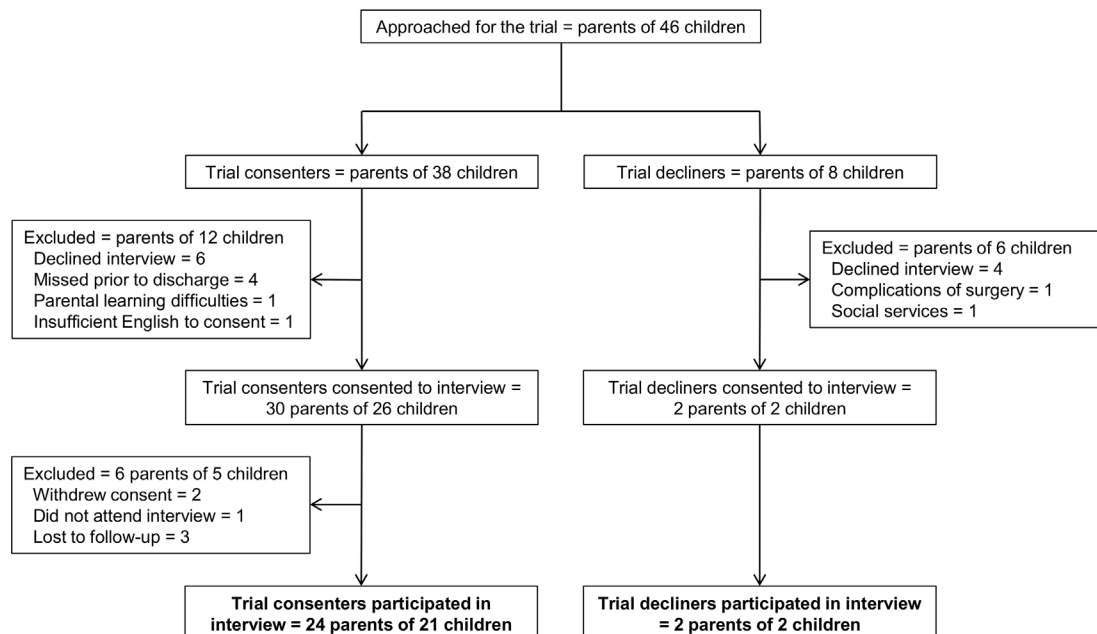 Approached for the trial = parents of 46 children
Trial consenters = parents of 38 children
Trial decliners = parents of 8 children
Excluded = parents of 12 children
Declined interview = 6
Missed prior to discharge = 4
Parental learning difficulties = 1
Insufficient English to consent = 1
Excluded = parents of 6 children
Declined interview = 4
Complications of surgery = 1
Social services = 1
Trial consenters consented to interview =
30 parents of 26 children
Trial decliners consented to interview =
2 parents of 2 children
Excluded = 6 parents of 5 children
Withdrew consent = 2
Did not attend interview = 1
Lost to follow-up = 3
Trial consenters participated in
interview = 24 parents of 21 children
Trial decliners participated in interview
= 2 parents of 2 children